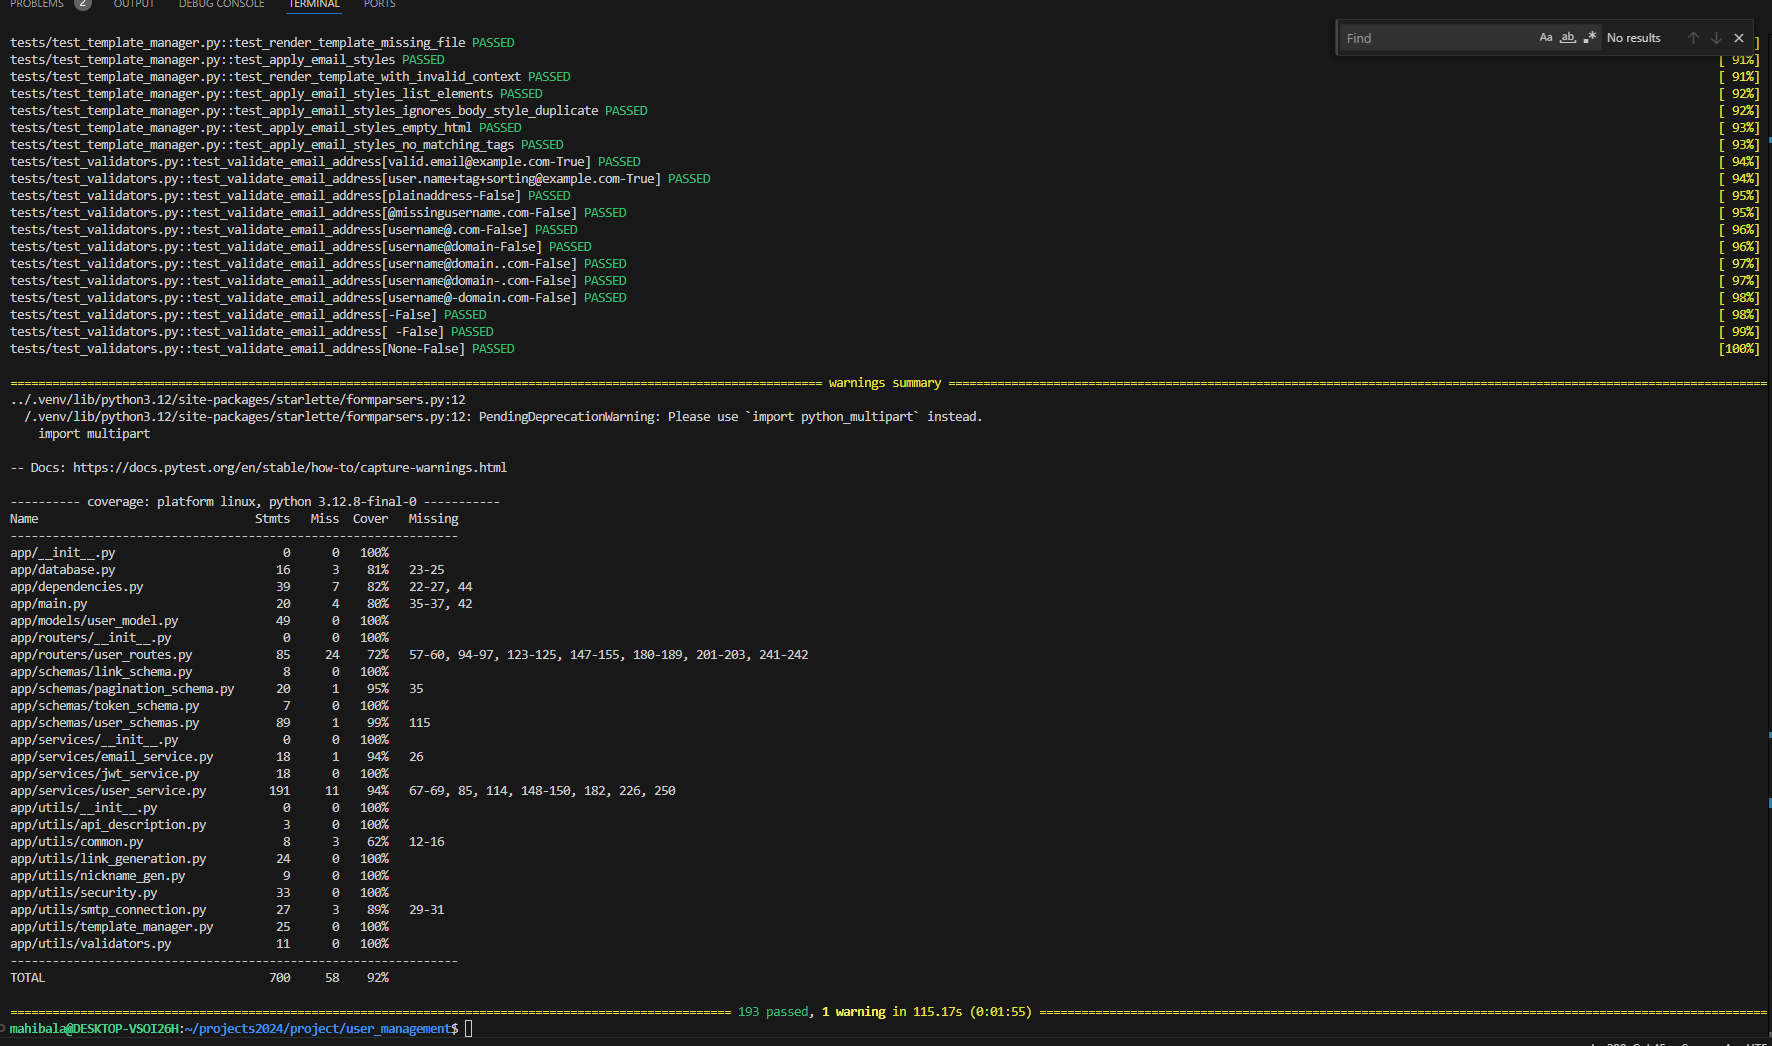 PROBLEMS 2 OUTPUT DEBUG CONSOLE TERMINAL PORTS
Find Aa ab .* No results
tests/test_template_manager.py::test_render_template_missing_file PASSED
tests/test_template_manager.py::test_apply_email_styles PASSED [ 91%]
tests/test_template_manager.py::test_render_template_with_invalid_context PASSED [ 91%]
tests/test_template_manager.py::test_apply_email_styles_list_elements PASSED [ 92%]
tests/test_template_manager.py::test_apply_email_styles_ignores_body_style_duplicate PASSED [ 92%]
tests/test_template_manager.py::test_apply_email_styles_empty_html PASSED [ 93%]
tests/test_template_manager.py::test_apply_email_styles_no_matching_tags PASSED [ 93%]
tests/test_validators.py::test_validate_email_address[valid.email@example.com-True] PASSED [ 94%]
tests/test_validators.py::test_validate_email_address[user.name+tag+sorting@example.com-True] PASSED [ 94%]
tests/test_validators.py::test_validate_email_address[plainaddress-False] PASSED [ 95%]
tests/test_validators.py::test_validate_email_address[@missingusername.com-False] PASSED [ 95%]
tests/test_validators.py::test_validate_email_address[username@.com-False] PASSED [ 96%]
tests/test_validators.py::test_validate_email_address[username@domain-False] PASSED [ 96%]
tests/test_validators.py::test_validate_email_address[username@domain..com-False] PASSED [ 97%]
tests/test_validators.py::test_validate_email_address[username@domain-.com-False] PASSED [ 97%]
tests/test_validators.py::test_validate_email_address[username@-domain.com-False] PASSED [ 98%]
tests/test_validators.py::test_validate_email_address[-False] PASSED [ 98%]
tests/test_validators.py::test_validate_email_address[ -False] PASSED [ 99%]
tests/test_validators.py::test_validate_email_address[None-False] PASSED [100%]
warnings summary
../.venv/lib/python3.12/site-packages/starlette/formparsers.py:12
/.venv/lib/python3.12/site-packages/starlette/formparsers.py:12: PendingDeprecationWarning: Please use `import python_multipart` instead.
import multipart
-- Docs: https://docs.pytest.org/en/stable/how-to/capture-warnings.html
---------- coverage: platform linux, python 3.12.8-final-0 -----------
Name Stmts Miss Cover Missing
----------------------------------------------------------------
app/__init__.py 0 0 100%
app/database.py 16 3 81% 23-25
app/dependencies.py 39 7 82% 22-27, 44
app/main.py 20 4 80% 35-37, 42
app/models/user_model.py 49 0 100%
app/routers/__init__.py 0 0 100%
app/routers/user_routes.py 85 24 72% 57-60, 94-97, 123-125, 147-155, 180-189, 201-203, 241-242
app/schemas/link_schema.py 8 0 100%
app/schemas/pagination_schema.py 20 1 95% 35
app/schemas/token_schema.py 7 0 100%
app/schemas/user_schemas.py 89 1 99% 115
app/services/__init__.py 0 0 100%
app/services/email_service.py 18 1 94% 26
app/services/jwt_service.py 18 0 100%
app/services/user_service.py 191 11 94% 67-69, 85, 114, 148-150, 182, 226, 250
app/utils/__init__.py 0 0 100%
app/utils/api_description.py 3 0 100%
app/utils/common.py 8 3 62% 12-16
app/utils/link_generation.py 24 0 100%
app/utils/nickname_gen.py 9 0 100%
app/utils/security.py 33 0 100%
app/utils/smtp_connection.py 27 3 89% 29-31
app/utils/template_manager.py 25 0 100%
app/utils/validators.py 11 0 100%
----------------------------------------------------------------
TOTAL 700 58 92%
193 passed, 1 warning in 115.17s (0:01:55)
mahibala@DESKTOP-VSOI26H:~/projects2024/project/user_management$